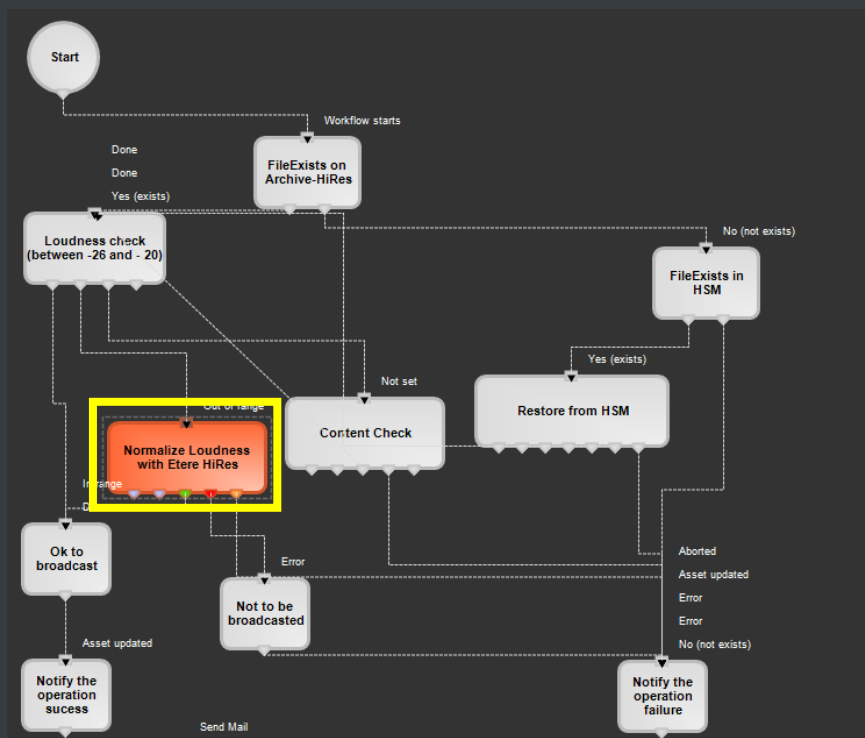 Start
Workflow starts
Done
Done
Yes (exists)
FileExists on
Archive-HiRes
Loudness check
(between -26 and - 20)
No (not exists)
FileExists in
HSM
Yes (exists)
Not set
Restore from HSM
Out of range
Content Check
Normalize Loudness
with Etere HiRes
In range
Ok to
broadcast
Error
Not to be
broadcasted
Aborted
Asset updated
Error
Error
No (not exists)
Asset updated
Notify the
operation
sucess
Notify the
operation
failure
Send Mail